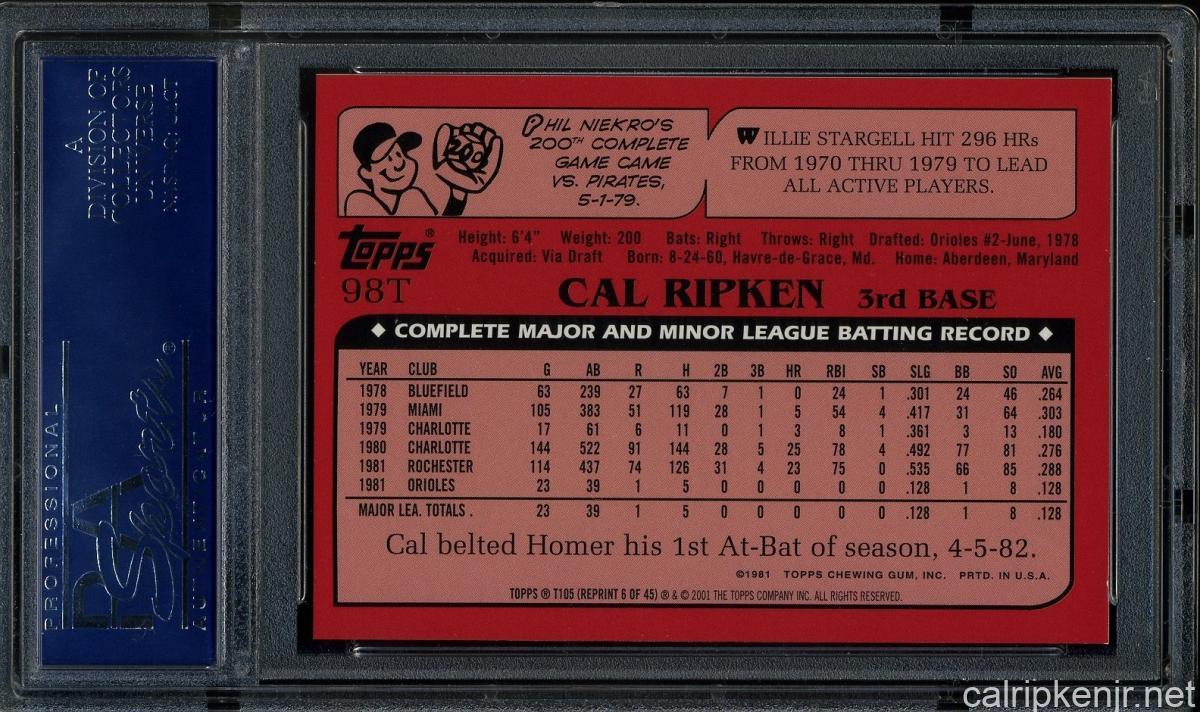 A
DIVISION OF
COLLECTORS
UNIVERSE
NASDAQ: CLCT
PROFESSIONAL
PSA
Sports ®
AUTHENTICATOR
PHIL NIEKRO'S
200TH COMPLETE
GAME CAME
VS. PIRATES,
5-1-79.
200
WILLIE STARGELL HIT 296 HRs
FROM 1970 THRU 1979 TO LEAD
ALL ACTIVE PLAYERS.
TOPPS®
Height: 6'4" Weight: 200 Bats: Right Throws: Right Drafted: Orioles #2-June, 1978
Acquired: Via Draft Born: 8-24-60, Havre-de-Grace, Md. Home: Aberdeen, Maryland
98T CAL RIPKEN 3rd BASE
◆ COMPLETE MAJOR AND MINOR LEAGUE BATTING RECORD ◆
YEAR CLUB G AB R H 2B 3B HR RBI SB SLG BB SO AVG
1978 BLUEFIELD 63 239 27 63 7 1 0 24 1 .301 24 46 .264
1979 MIAMI 105 383 51 119 28 1 5 54 4 .417 31 64 .303
1979 CHARLOTTE 17 61 6 11 0 1 3 8 1 .361 3 13 .180
1980 CHARLOTTE 144 522 91 144 28 5 25 78 4 .492 77 81 .276
1981 ROCHESTER 114 437 74 126 31 4 23 75 0 .535 66 85 .288
1981 ORIOLES 23 39 1 5 0 0 0 0 0 .128 1 8 .128
MAJOR LEA. TOTALS . 23 39 1 5 0 0 0 0 0 .128 1 8 .128
Cal belted Homer his 1st At-Bat of season, 4-5-82.
©1981 TOPPS CHEWING GUM, INC. PRTD. IN U.S.A.
TOPPS ® T105 (REPRINT 6 OF 45) ® & © 2001 THE TOPPS COMPANY INC. ALL RIGHTS RESERVED.
calripkenjr.net